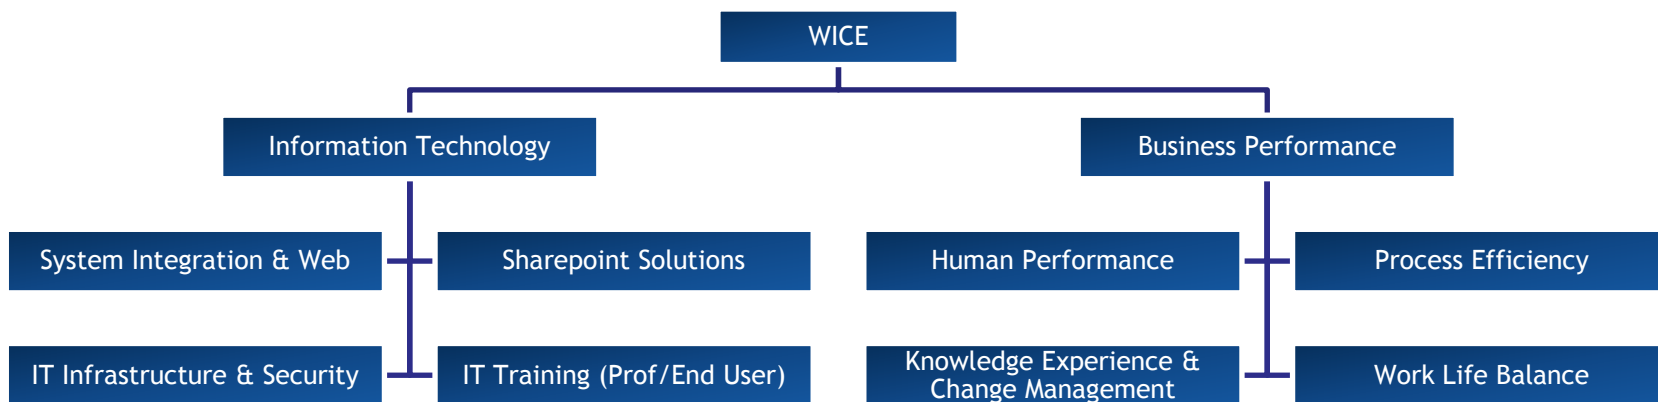 WICE
Information Technology
Business Performance
System Integration & Web
Sharepoint Solutions
Human Performance
Process Efficiency
IT Infrastructure & Security
IT Training (Prof/End User)
Knowledge Experience &
Change Management
Work Life Balance